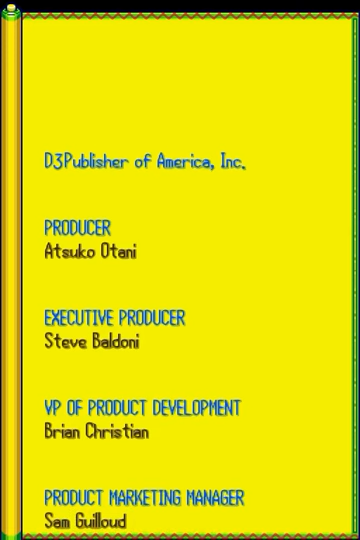 D3Publisher of America, Inc.
PRODUCER
Atsuko Otani
EXECUTIVE PRODUCER
Steve Baldoni
VP OF PRODUCT DEVELOPMENT
Brian Christian
PRODUCT MARKETING MANAGER
Sam Guilloud